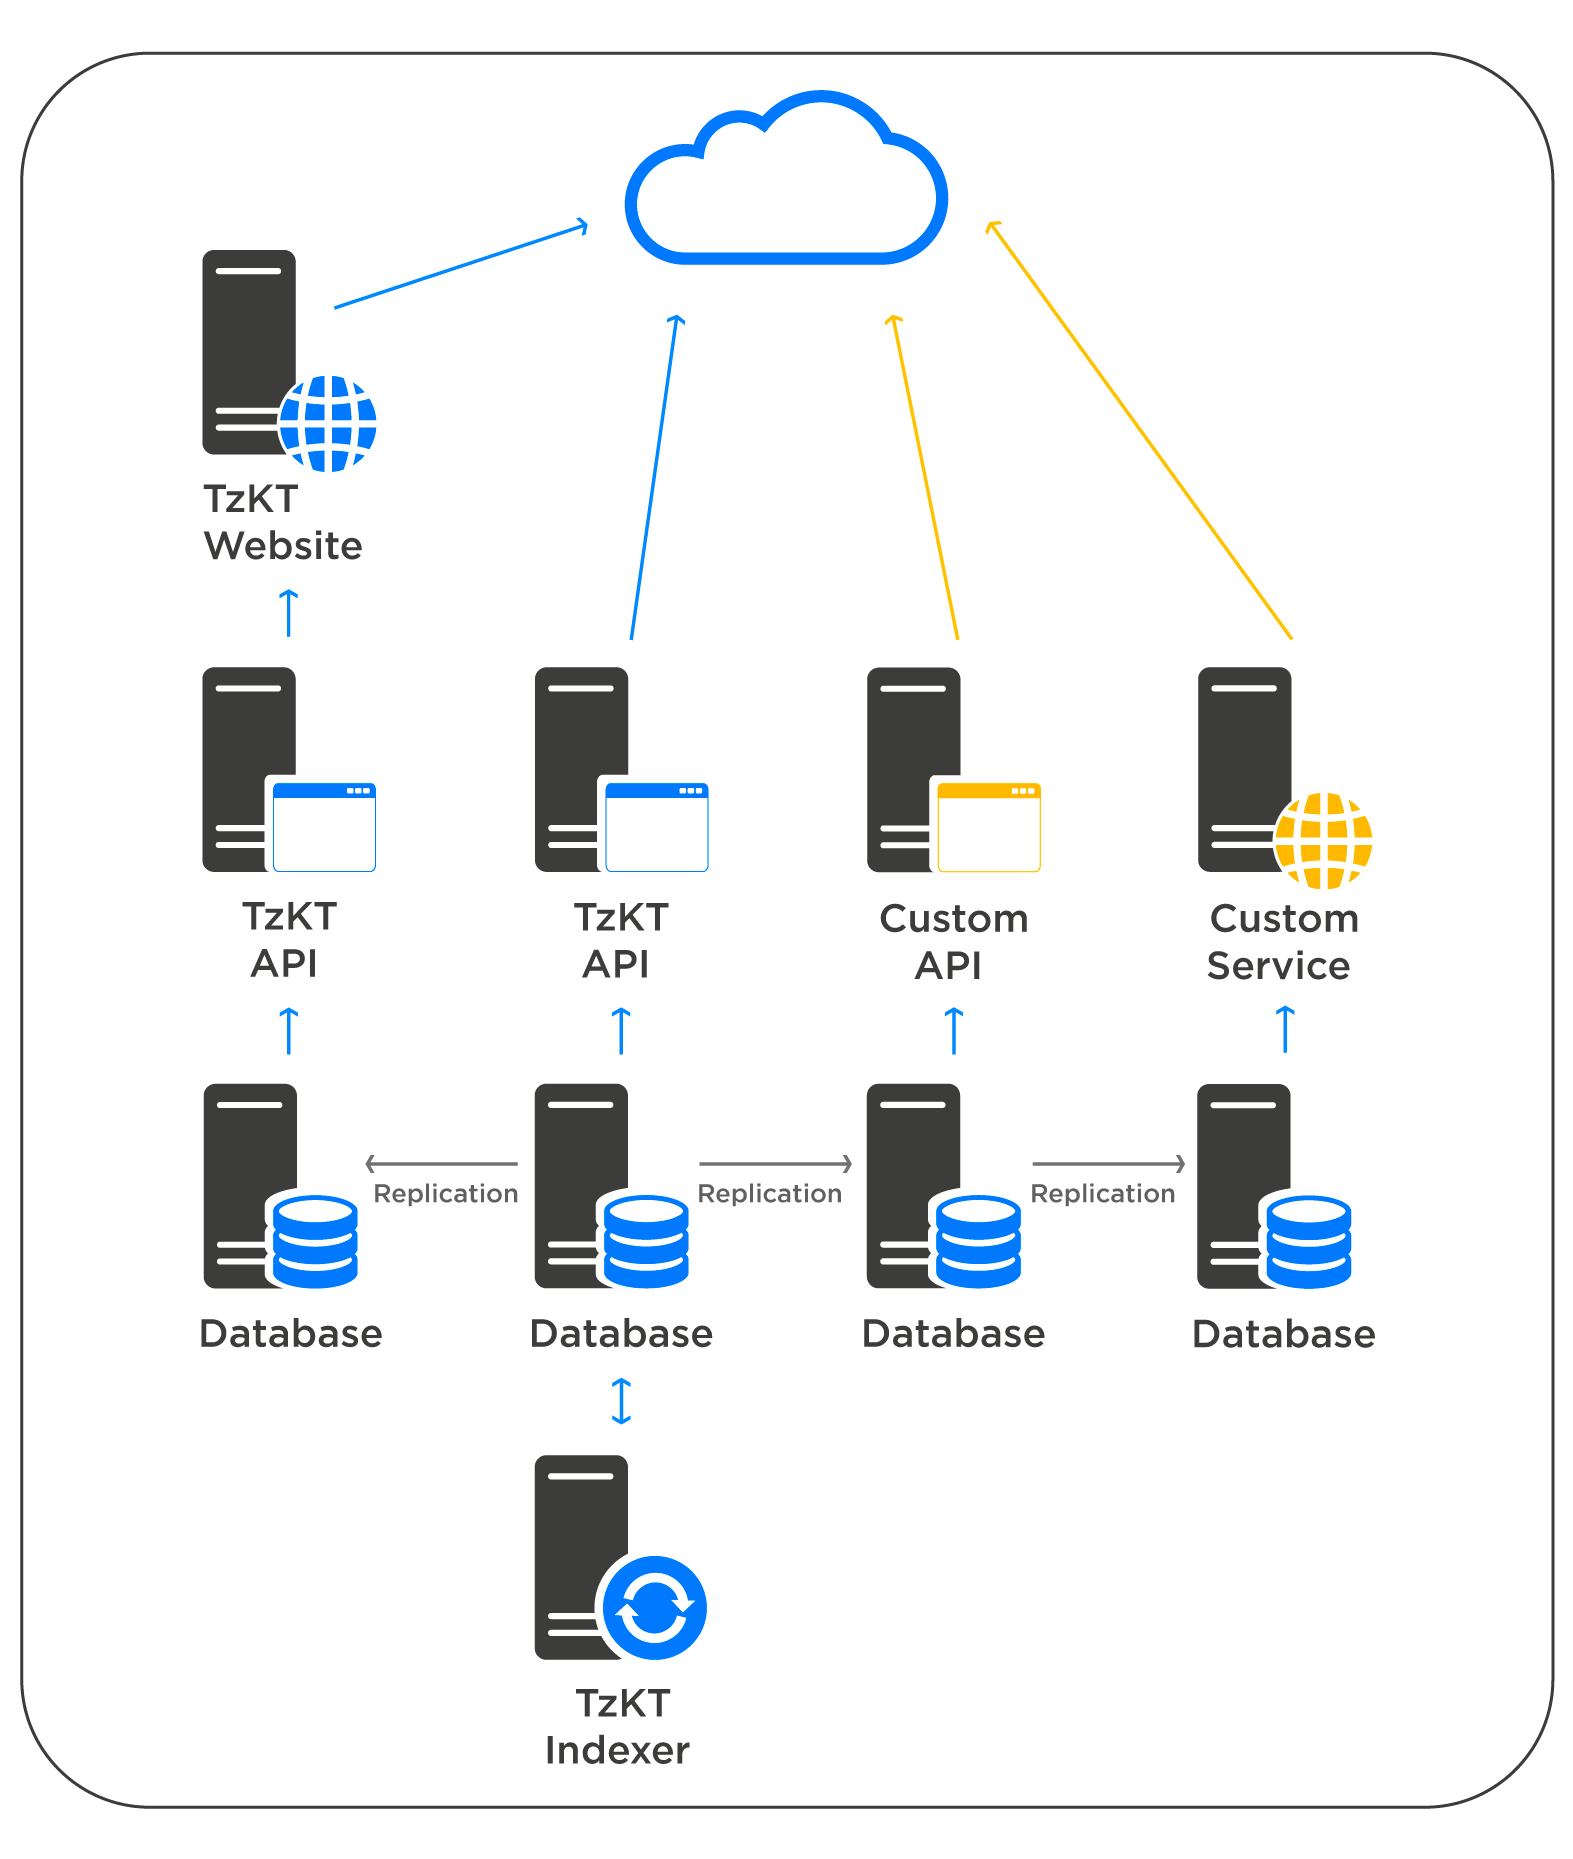 TzKT
Website
TzKT
API
TzKT
API
Custom
API
Custom
Service
Replication
Replication
Replication
Database
Database
Database
Database
TzKT
Indexer